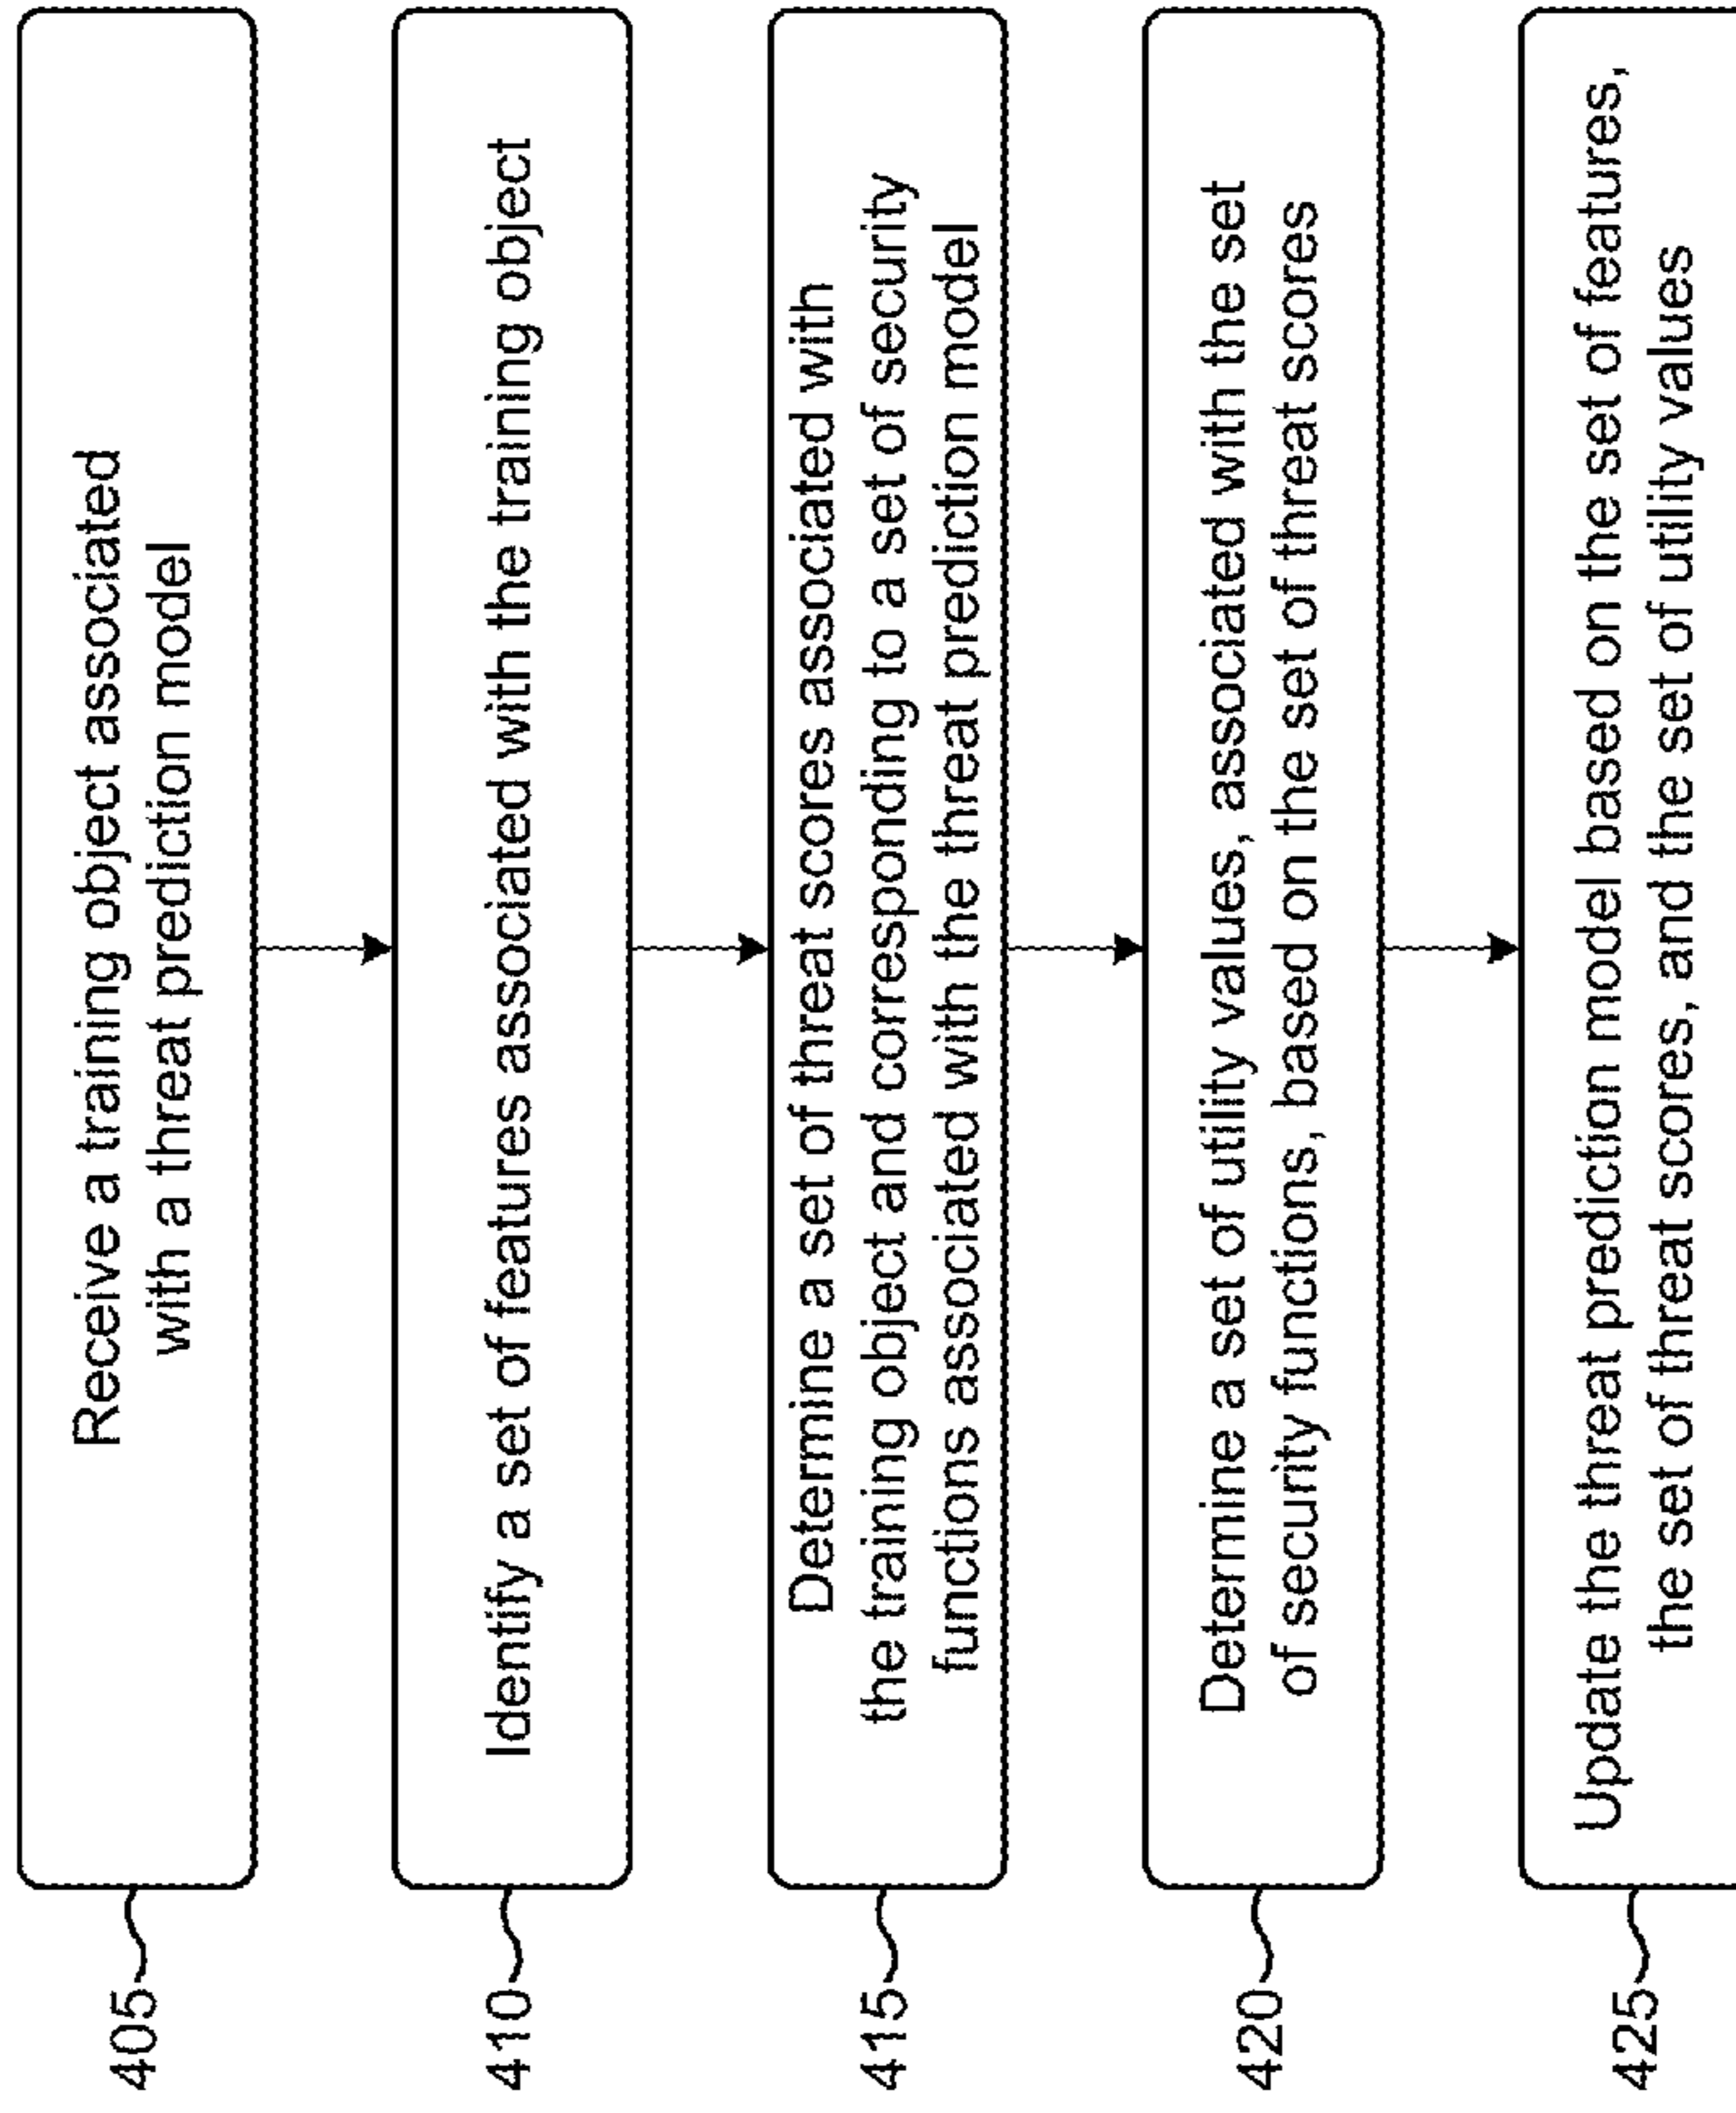 405
Receive a training object associated
with a threat prediction model
410
Identify a set of features associated with the training object
415
Determine a set of threat scores associated with
the training object and corresponding to a set of security
functions associated with the threat prediction model
420
Determine a set of utility values, associated with the set
of security functions, based on the set of threat scores
425
Update the threat prediction model based on the set of features,
the set of threat scores, and the set of utility values